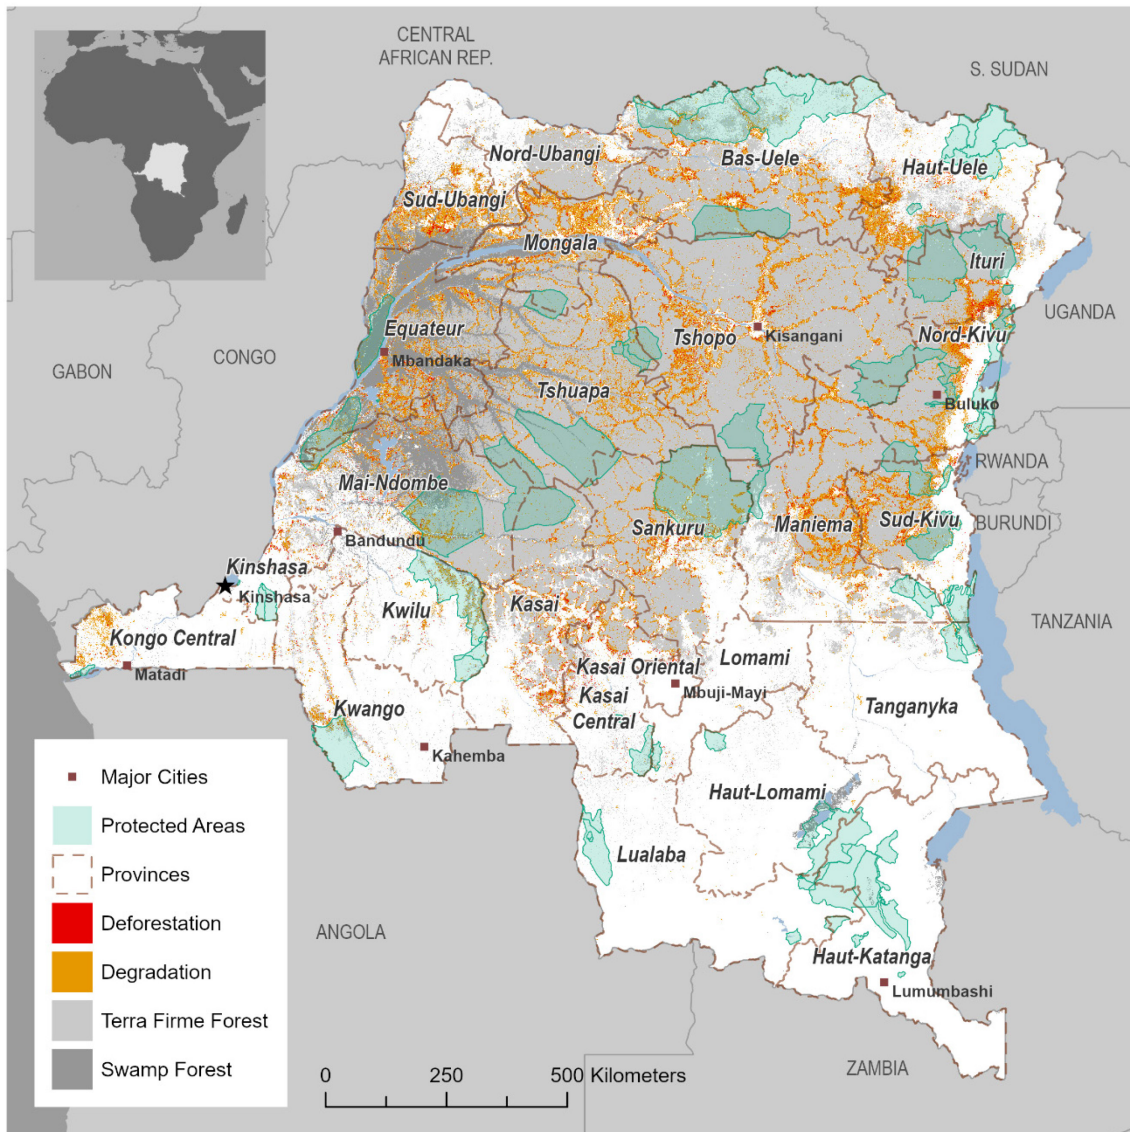 CENTRAL
AFRICAN REP.
S. SUDAN
Nord-Ubangi
Bas-Uele
Haut-Uele
Sud-Ubangi
Mongala
Ituri
UGANDA
Equateur
Tshopo
Kisangani
Nord-Kivu
GABON
CONGO
Mbandaka
Tshuapa
Buluko
RWANDA
Mai-Ndombe
Sankuru
Maniema
Sud-Kivu
BURUNDI
Bandundu
Kinshasa
Kinshasa
Kwilu
Kasai
TANZANIA
Kongo Central
Matadi
Kasai Oriental
Lomami
Mbuji-Mayi
Kasai
Central
Kwango
Tanganyika
Kahemba
Haut-Lomami
Lualaba
ANGOLA
Haut-Katanga
Lumumbashi
ZAMBIA
Major Cities
Protected Areas
Provinces
Deforestation
Degradation
Terra Firme Forest
Swamp Forest
0 250 500 Kilometers